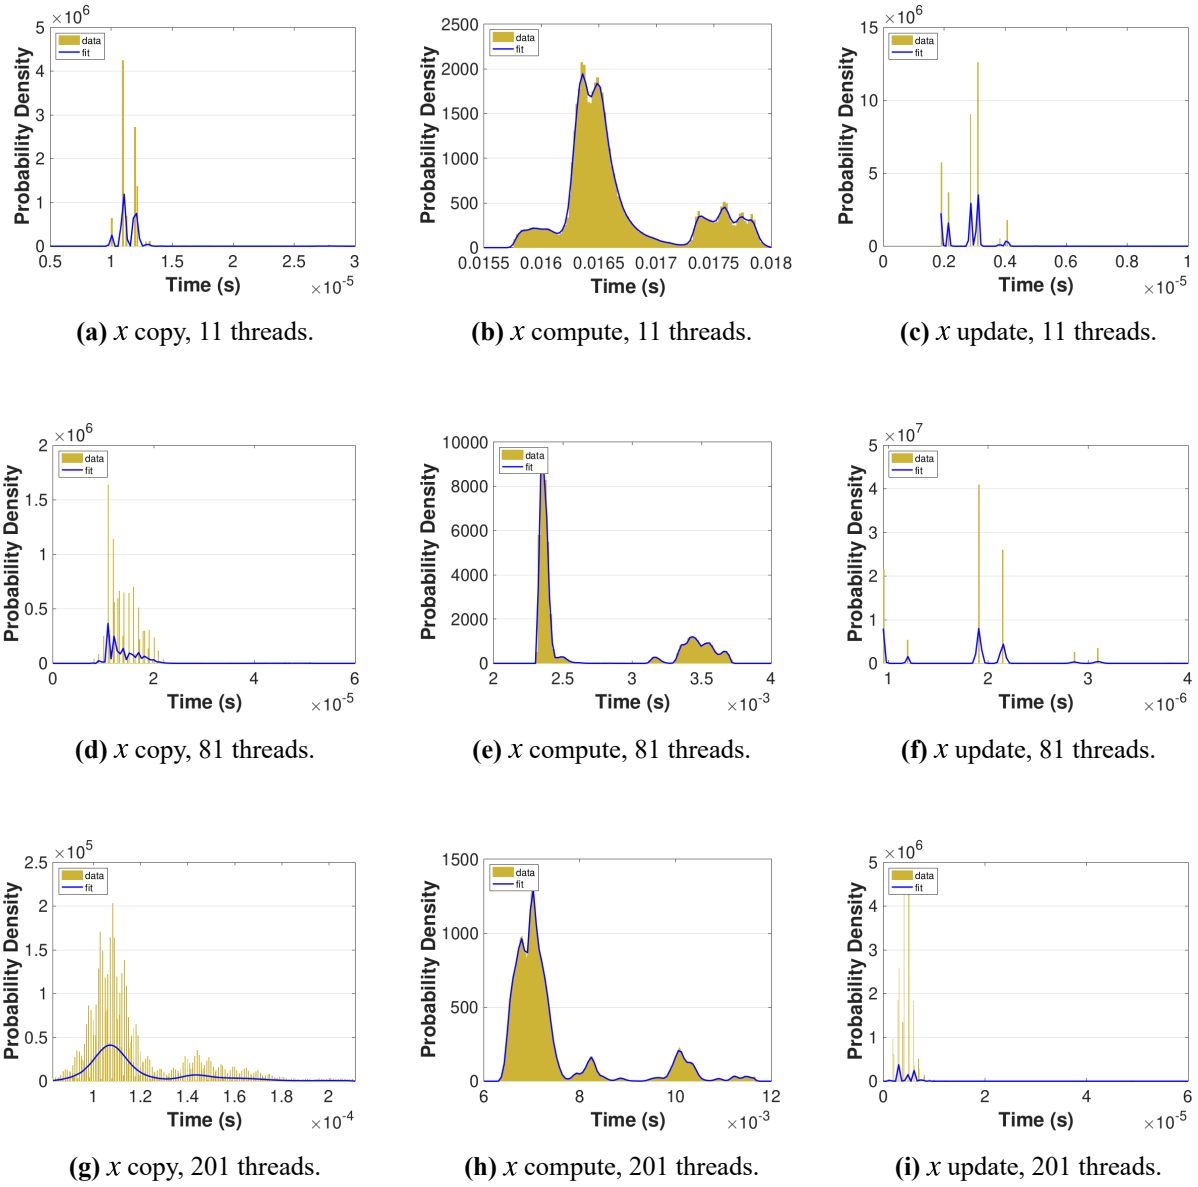 ×10^6
5
4
3
2
1
0
data
fit
Probability Density
0.5 1 1.5 2 2.5 3
Time (s)
×10^-5
(a) x copy, 11 threads.
2500
2000
1500
1000
500
0
data
fit
Probability Density
0.0155 0.016 0.0165 0.017 0.0175 0.018
Time (s)
(b) x compute, 11 threads.
×10^6
15
10
5
0
data
fit
Probability Density
0 0.2 0.4 0.6 0.8 1
Time (s)
×10^-5
(c) x update, 11 threads.
×10^6
2
1.5
1
0.5
0
data
fit
Probability Density
0 2 4 6
Time (s)
×10^-5
(d) x copy, 81 threads.
10000
8000
6000
4000
2000
0
data
fit
Probability Density
2 2.5 3 3.5 4
Time (s)
×10^-3
(e) x compute, 81 threads.
×10^7
5
4
3
2
1
0
data
fit
Probability Density
1 2 3 4
Time (s)
×10^-6
(f) x update, 81 threads.
×10^5
2.5
2
1.5
1
0.5
0
data
fit
Probability Density
1 1.2 1.4 1.6 1.8 2
Time (s)
×10^-4
(g) x copy, 201 threads.
1500
1000
500
0
data
fit
Probability Density
6 8 10 12
Time (s)
×10^-3
(h) x compute, 201 threads.
×10^6
5
4
3
2
1
0
data
fit
Probability Density
0 2 4 6
Time (s)
×10^-5
(i) x update, 201 threads.